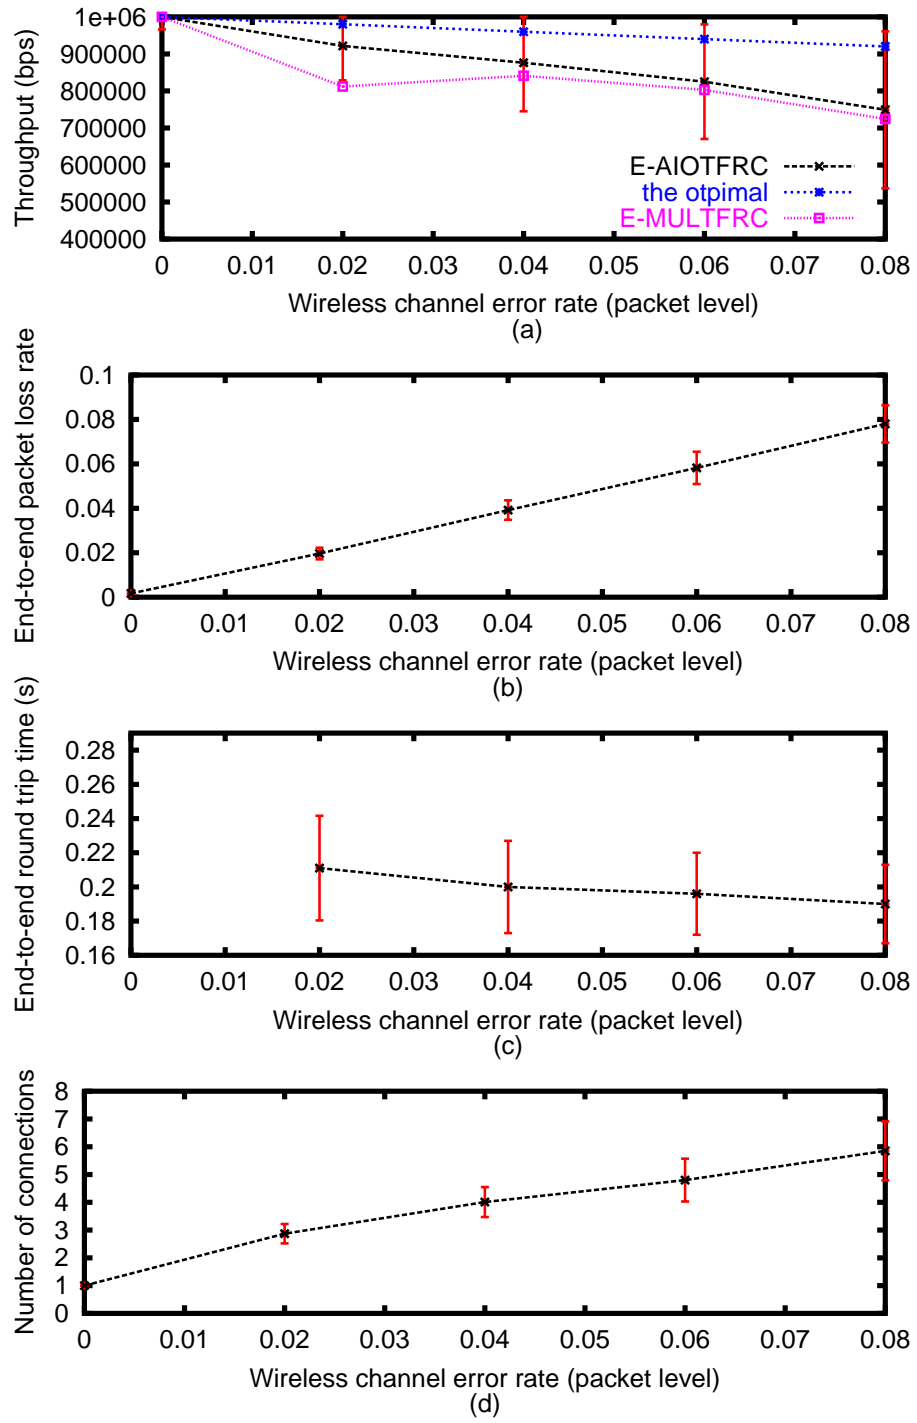 1e+06
900000
800000
700000
600000
500000
400000
Throughput (bps)
E-AIOTFRC
the otpimal
E-MULTFRC
0 0.01 0.02 0.03 0.04 0.05 0.06 0.07 0.08
Wireless channel error rate (packet level)
(a)
0.1
0.08
0.06
0.04
0.02
0
End-to-end packet loss rate
0 0.01 0.02 0.03 0.04 0.05 0.06 0.07 0.08
Wireless channel error rate (packet level)
(b)
0.28
0.26
0.24
0.22
0.2
0.18
0.16
End-to-end round trip time (s)
0 0.01 0.02 0.03 0.04 0.05 0.06 0.07 0.08
Wireless channel error rate (packet level)
(c)
8
7
6
5
4
3
2
1
0
Number of connections
0 0.01 0.02 0.03 0.04 0.05 0.06 0.07 0.08
Wireless channel error rate (packet level)
(d)